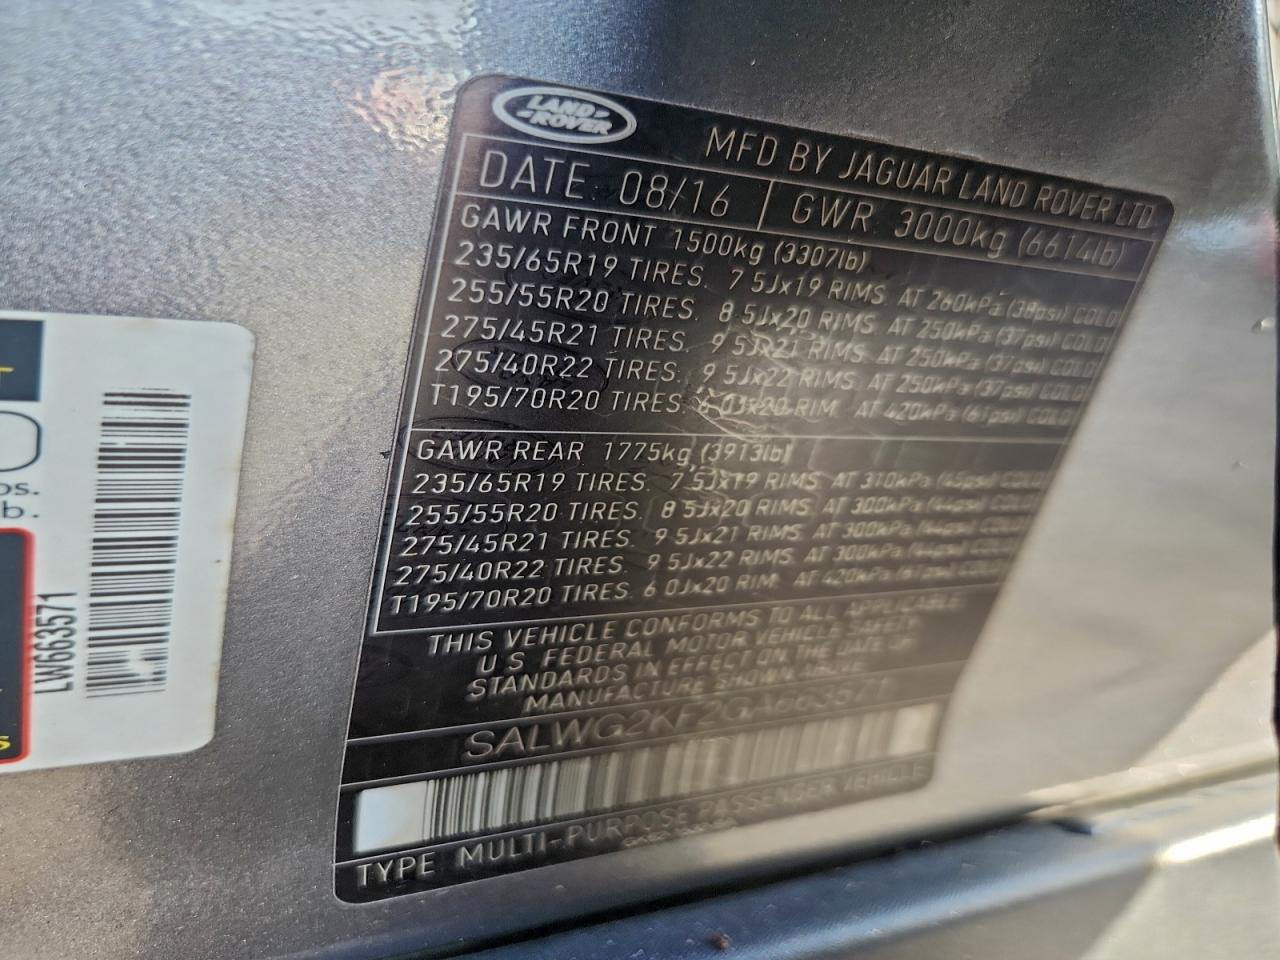 LAND ROVER
MFD BY JAGUAR LAND ROVER LTD
DATE. 08/16 | GWR 3000kg (6614lb)
GAWR FRONT 1500kg (3307lb)
235/65R19 TIRES. 7 5Jx19 RIMS AT 260kPa (38psi) COLD
255/55R20 TIRES. 8 5Jx20 RIMS AT 250kPa (37psi) COLD
275/45R21 TIRES. 9 5Jx21 RIMS AT 250kPa (37psi) COLD
275/40R22 TIRES. 9 5Jx22 RIMS AT 250kPa (37psi) COLD
T195/70R20 TIRES. 6 0Jx20 RIM AT 420kPa (61psi) COLD
GAWR REAR 1775kg (3913lb)
235/65R19 TIRES. 7.5Jx19 RIMS AT 310kPa (45psi) COLD
255/55R20 TIRES. 8 5Jx20 RIMS AT 300kPa (44psi) COLD
275/45R21 TIRES. 9 5Jx21 RIMS AT 300kPa (44psi) COLD
275/40R22 TIRES. 9 5Jx22 RIMS AT 300kPa (44psi) COLD
T195/70R20 TIRES. 6 0Jx20 RIM AT 420kPa (61psi) COLD
THIS VEHICLE CONFORMS TO ALL APPLICABLE
U.S. FEDERAL MOTOR VEHICLE SAFETY
STANDARDS IN EFFECT ON THE DATE OF
MANUFACTURE SHOWN ABOVE
SALWG2KF2GA663571
TYPE MULTI-PURPOSE PASSENGER VEHICLE
LW663571